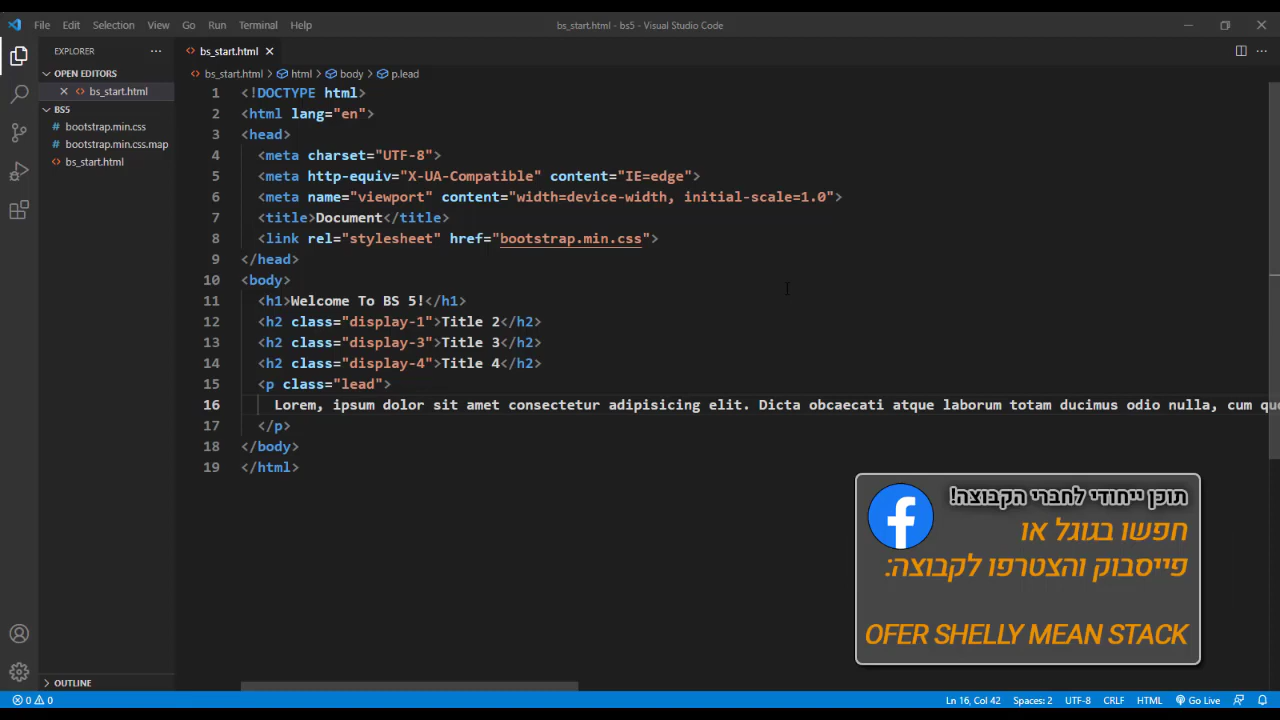 File Edit Selection View Go Run Terminal Help
bs_start.html - bs5 - Visual Studio Code
EXPLORER
OPEN EDITORS
bs_start.html
BS5
bootstrap.min.css
bootstrap.min.css.map
bs_start.html
OUTLINE
bs_start.html
bs_start.html > html > body > p.lead
1 <!DOCTYPE html>
2 <html lang="en">
3 <head>
4 <meta charset="UTF-8">
5 <meta http-equiv="X-UA-Compatible" content="IE=edge">
6 <meta name="viewport" content="width=device-width, initial-scale=1.0">
7 <title>Document</title>
8 <link rel="stylesheet" href="bootstrap.min.css">
9 </head>
10 <body>
11 <h1>Welcome To BS 5!</h1>
12 <h2 class="display-1">Title 2</h2>
13 <h2 class="display-3">Title 3</h2>
14 <h2 class="display-4">Title 4</h2>
15 <p class="lead">
16 Lorem, ipsum dolor sit amet consectetur adipisicing elit. Dicta obcaecati atque laborum totam ducimus odio nulla, cum
17 </p>
18 </body>
19 </html>
תוכן ייחודי לחברי הקבוצה!
חפשו בגוגל או
פייסבוק והצטרפו לקבוצה:
OFER SHELLY MEAN STACK
0 0
Ln 16, Col 42 Spaces: 2 UTF-8 CRLF HTML Go Live